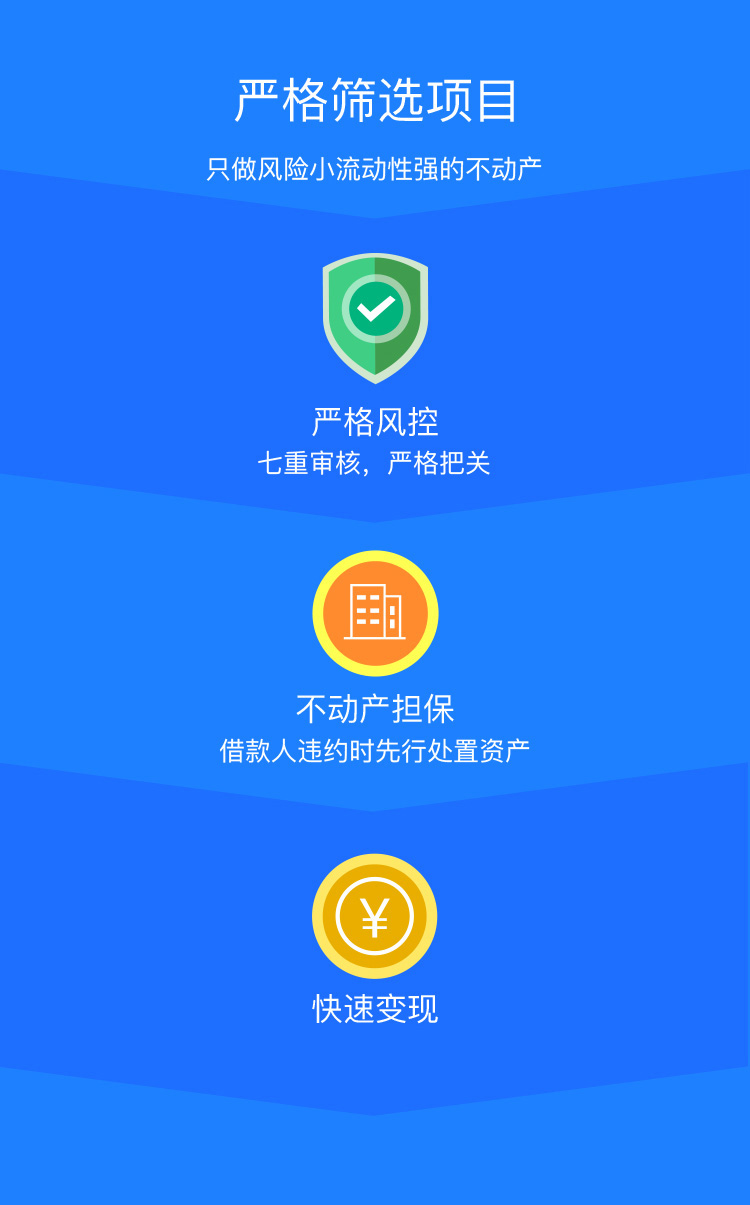 严格筛选项目
只做风险小流动性强的不动产
严格风控
七重审核，严格把关
不动产担保
借款人违约时先行处置资产
¥
快速变现